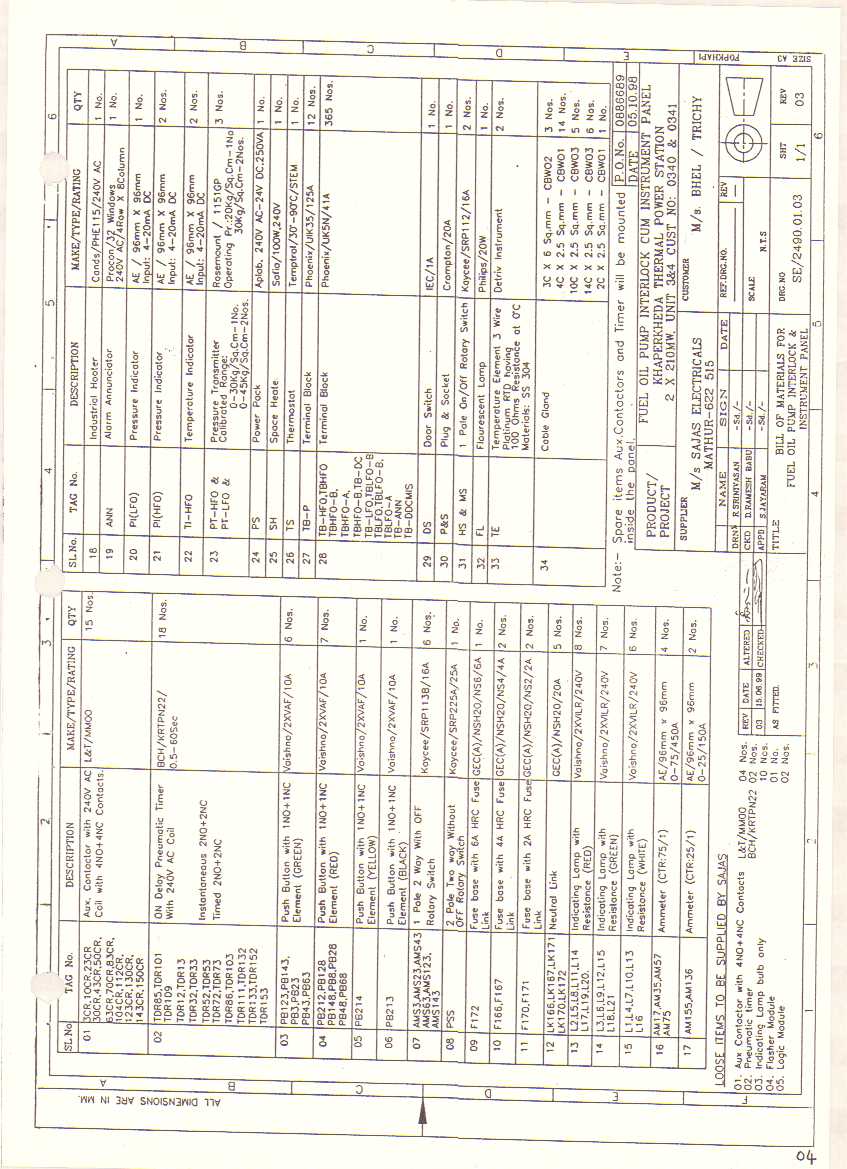 ALL DIMENSIONS ARE IN MM.
SL.No TAG No. DESCRIPTION MAKE/TYPE/RATING QTY
01 3CR,10CR,23CR Aux. Contactor with 240V AC L&T/MM00 15 Nos.
30CR,43CR,50CR Coil with 4NO+4NC Contacts.
63CR,70CR,83CR,
104CR,112CR,
123CR,130CR,
143CR,150CR
02 TDR85,TDR101 ON Delay Pneumatic Timer BCH/KRTPN22/ 18 Nos.
TDR109 With 240V AC Coil 0.5-60Sec
TDR12,TDR13
TDR32,TDR33 Instantaneous 2NO+2NC
TDR52,TDR53 Timed 2NO+2NC
TDR72,TDR73
TDR86,TDR103
TDR111,TDR132
TDR133,TDR152
TDR153
03 PB123,PB143, Push Button with 1NO+1NC Vaishno/2XVAF/10A 6 Nos.
PB3,PB23 Element (GREEN)
PB43,PB63
04 PB212,PB128 Push Button with 1NO+1NC Vaishno/2XVAF/10A 7 Nos.
PB148,PB8,PB28 Element (RED)
PB48,PB68
05 PB214 Push Button with 1NO+1NC Vaishno/2XVAF/10A 1 No.
Element (YELLOW)
06 PB213 Push Button with 1NO+1NC Vaishno/2XVAF/10A 1 No.
Element (BLACK)
07 AMS3,AMS23,AMS43 1 Pole 2 Way With OFF Kaycee/SRP113B/16A 6 Nos.
AMS63,AMS123, Rotary Switch
AMS143
08 PSS 2 Pole Two way Without Kaycee/SRP225A/25A 1 No.
OFF Rotary Switch
09 F172 Fuse base with 6A HRC Fuse GEC(A)/NSH20/NS6/6A 1 No.
Link
10 F166,F167 Fuse base with 4A HRC Fuse GEC(A)/NSH20/NS4/4A 2 Nos.
Link
11 F170,F171 Fuse base with 2A HRC Fuse GEC(A)/NSH20/NS2/2A 2 Nos.
Link
12 LK166,LK167,LK171 Neutral Link GEC(A)/NSH20/20A 5 Nos.
LK170,LK172
13 L2,L5,L8,L11,L14 Indicating Lamp with Vaishno/2XVILR/240V 8 Nos.
L17,L19,L20. Resistance (RED)
14 L3,L6,L9,L12,L15 Indicating Lamp with Vaishno/2XVILR/240V 7 Nos.
L18,L21 Resistance (GREEN)
15 L1,L4,L7,L10,L13 Indicating Lamp with Vaishno/2XVILR/240V 6 Nos.
L16 Resistance (WHITE)
16 AM17,AM35,AM57 Ammeter (CTR:75/1) AE/96mm x 96mm 4 Nos.
AM75 0-75/450A
17 AM155,AM136 Ammeter (CTR:25/1) AE/96mm X 96mm 2 Nos.
0-25/150A
LOOSE ITEMS TO BE SUPPLIED BY SAJAS
01. Aux Contactor with 4NO+4NC Contacts L&T/MM00 04 Nos.
02. Pneumatic timer BCH/KRTPN22 02 Nos.
03. Indicating Lamp bulb only 10 Nos.
04. Flasher Module 01 No.
05. Logic Module 02 Nos.
SL.No. TAG No. DESCRIPTION MAKE/TYPE/RATING QTY
18 Industrial Hooter Cands/PHE115/240V AC 1 No.
19 ANN Alarm Annunciator Procon/32 Windows 1 No.
240V AC/4Row X 8Column
20 PI(LFO) Pressure Indicator AE / 96mm X 96mm 1 No.
Input: 4-20mA DC
21 PI(HFO) Pressure Indicator AE / 96mm X 96mm 2 Nos.
Input: 4-20mA DC
22 TI-HFO Temperature Indicator AE / 96mm X 96mm 2 Nos.
Input: 4-20mA DC
23 PT-HFO & Pressure Transmitter Rosemount / 1151GP 3 Nos.
PT-LFO & Calibrated Range: Operating Pr.:20Kg/Sq.Cm-1No
0-30Kg/Sq.Cm-1No. 30Kg/Sq.Cm-2Nos.
0-45Kg/Sq.Cm-2Nos.
24 PS Power Pack Aplab, 240V AC-24V DC,250VA 1 No.
25 SH Space Heate Safio/100W,240V 1 No.
26 TS Thermostat Temptrol/30°-90°C/STEM 1 No.
27 TB-P Terminal Block Phoenix/UK35/125A 12 Nos.
28 TB-HFO,TBHFO Terminal Block Phoenix/UK5N/41A 365 Nos.
TBHFO-B,
TBHFO-A,
TBHFO-B,TB-DC
TB-LFO,TBLFO-B
TBLFO,TBLFO-B,
TBLFO-A
TB-ANN
TB-DDCMIS
29 DS Door Switch IEC/1A 1 No.
30 P&S Plug & Socket Crompton/20A 1 No.
31 HS & MS 1 Pole On/Off Rotary Switch Kaycee/SRP112/16A 2 Nos.
32 FL Flourescent Lamp Philips/20W 1 No.
33 TE Temperature Element 3 Wire Detriv Instrument 2 Nos.
Platinum RTD having
100 Ohms Resistance at 0°C
Materials: SS 304
34 Cable Gland 3C X 6 Sq.mm - CBW02 3 Nos.
4C X 2.5 Sq.mm - CBW01 14 Nos.
10C X 2.5 Sq.mm - CBW03 5 Nos.
14C X 2.5 Sq.mm - CBW03 6 Nos.
2C X 2.5 Sq.mm - CBW01 1 No.
Note:- Spare items Aux.Contactors and Timer will be mounted
inside the panel.
P.O.No. 0886689
DATE 05.10.98
PRODUCT/ PROJECT
FUEL OIL PUMP INTERLOCK CUM INSTRUMENT PANEL
KHAPERKHEDA THERMAL POWER STATION
2 X 210MW. UNIT 3&4 CUST NO: 0340 & 0341
SUPPLIER M/s SAJAS ELECTRICALS
MATHUR-622 515
CUSTOMER M/s. BHEL / TRICHY
NAME SIGN DATE
DRN R.SRINIVASAN -Sd./-
CKD D.RAMESH BABU -Sd./-
APPD S.JAYARAM -Sd./-
REF.DRG.NO. REV
SCALE N.T.S
TITLE BILL OF MATERIALS FOR
FUEL OIL PUMP INTERLOCK &
INSTRUMENT PANEL
DRG NO SE/2490.01.03
SHT 1/1
REV 03
REV DATE ALTERED
03 15.06.99 CHECKED
AS FITTED.
SIZE A3
04